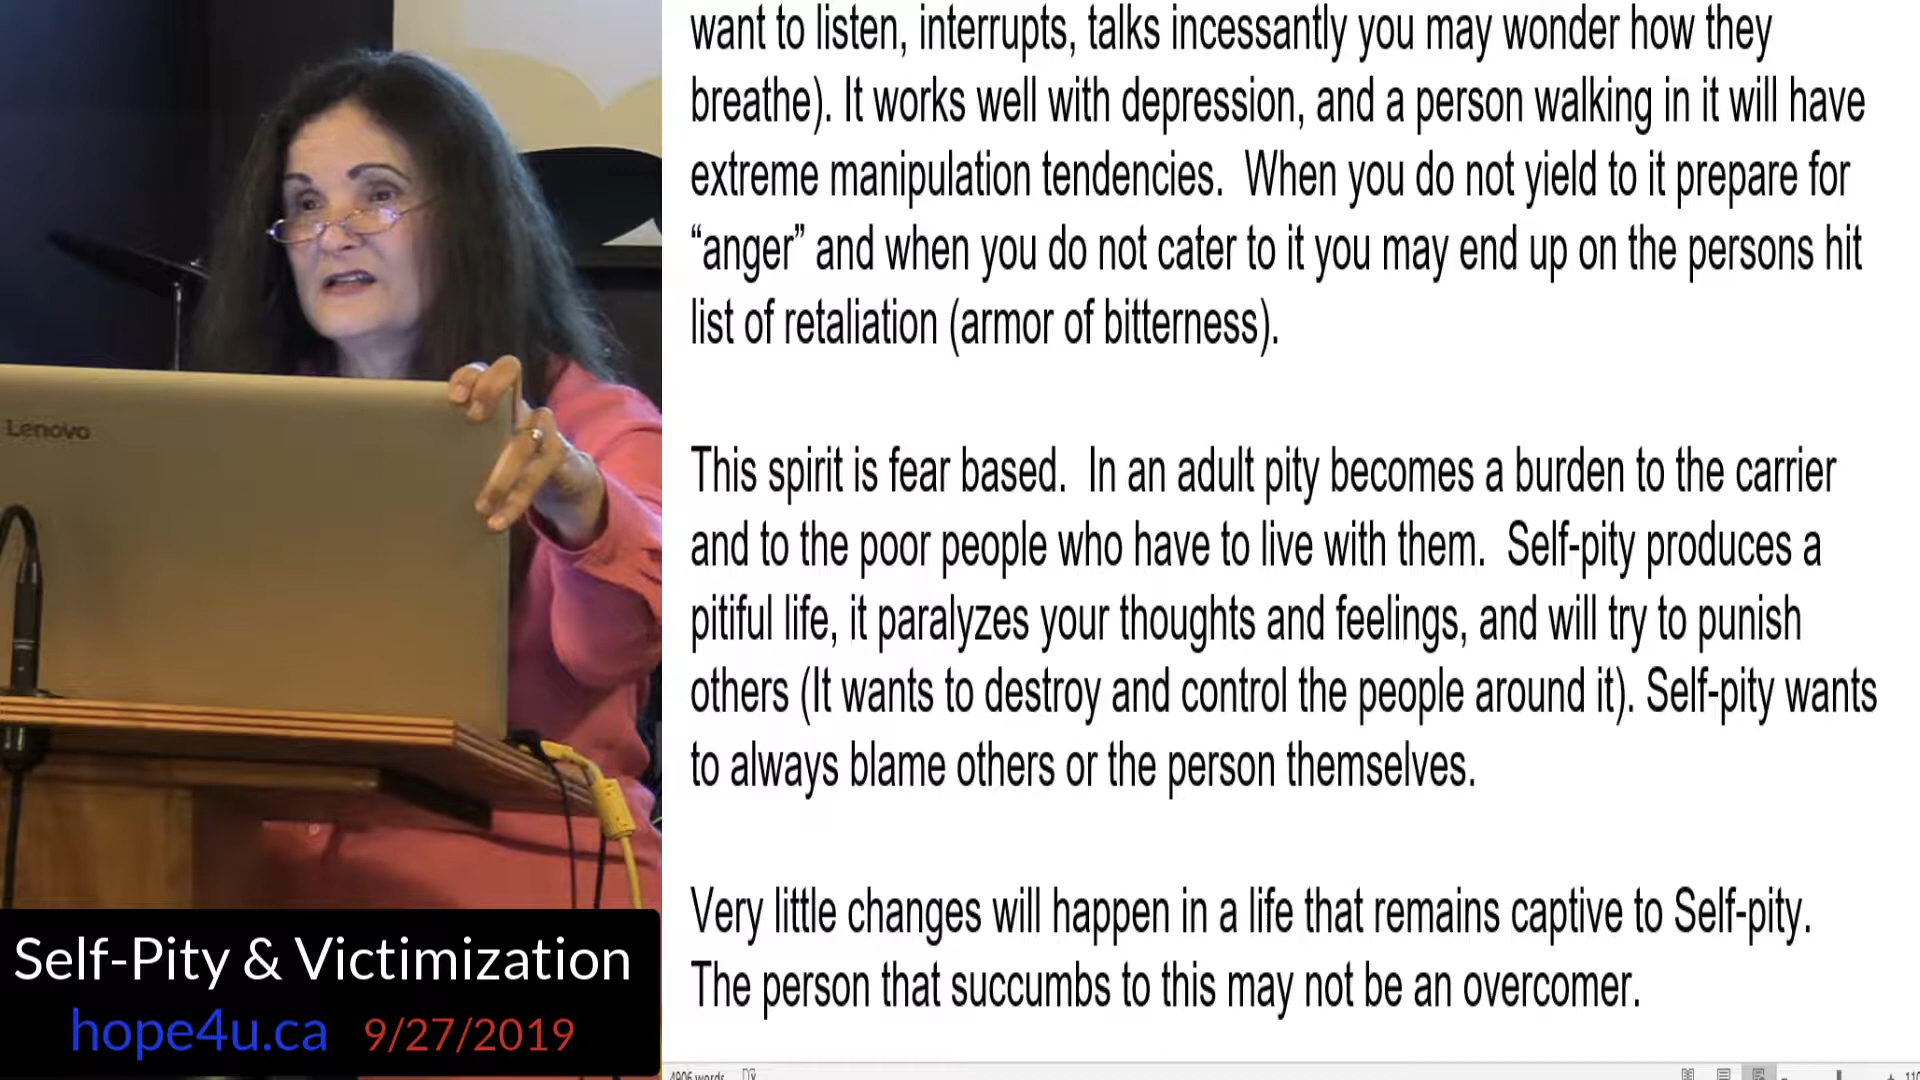 want to listen, interrupts, talks incessantly you may wonder how they
breathe). It works well with depression, and a person walking in it will have
extreme manipulation tendencies.  When you do not yield to it prepare for
“anger” and when you do not cater to it you may end up on the persons hit
list of retaliation (armor of bitterness).
This spirit is fear based.  In an adult pity becomes a burden to the carrier
and to the poor people who have to live with them.  Self-pity produces a
pitiful life, it paralyzes your thoughts and feelings, and will try to punish
others (It wants to destroy and control the people around it). Self-pity wants
to always blame others or the person themselves.
Very little changes will happen in a life that remains captive to Self-pity.
The person that succumbs to this may not be an overcomer.
Lenovo
Self-Pity & Victimization
hope4u.ca 9/27/2019
4906 words